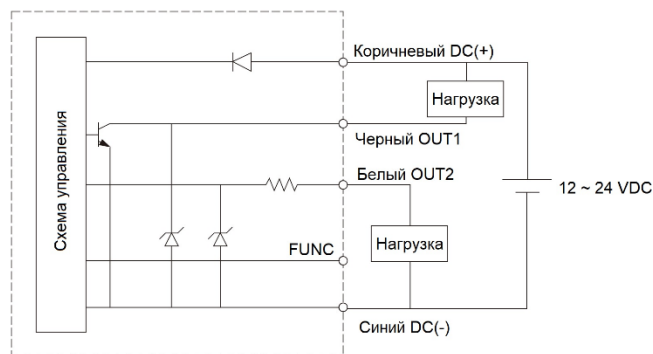 Коричневый DC(+)
Нагрузка
Черный OUT1
Белый OUT2
12 ~ 24 VDC
Схема управления
FUNC
Нагрузка
Синий DC(-)